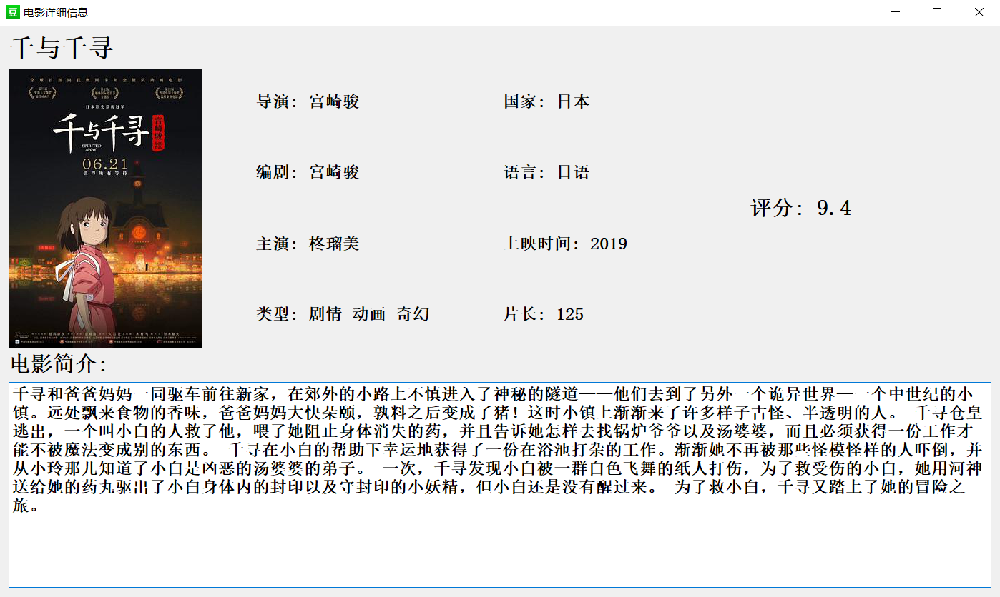 豆 电影详细信息
千与千寻
全球首部同获奥斯卡和金熊奖动画电影
日本影史票房冠军
千与千寻
宫崎骏
SPIRITED
AWAY
06.21
值得所有等待
导演: 宫崎骏
国家: 日本
编剧: 宫崎骏
语言: 日语
评分: 9.4
主演: 柊瑠美
上映时间: 2019
类型: 剧情 动画 奇幻
片长: 125
电影简介:
千寻和爸爸妈妈一同驱车前往新家，在郊外的小路上不慎进入了神秘的隧道——他们去到了另外一个诡异世界—一个中世纪的小
镇。远处飘来食物的香味，爸爸妈妈大快朵颐，孰料之后变成了猪！这时小镇上渐渐来了许多样子古怪、半透明的人。 千寻仓皇
逃出，一个叫小白的人救了他，喂了她阻止身体消失的药，并且告诉她怎样去找锅炉爷爷以及汤婆婆，而且必须获得一份工作才
能不被魔法变成别的东西。 千寻在小白的帮助下幸运地获得了一份在浴池打杂的工作。渐渐她不再被那些怪模怪样的人吓倒，并
从小玲那儿知道了小白是凶恶的汤婆婆的弟子。 一次，千寻发现小白被一群白色飞舞的纸人打伤，为了救受伤的小白，她用河神
送给她的药丸驱出了小白身体内的封印以及守封印的小妖精，但小白还是没有醒过来。 为了救小白，千寻又踏上了她的冒险之
旅。